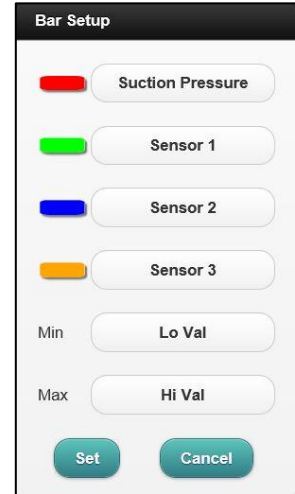 Bar Setup
Suction Pressure
Sensor 1
Sensor 2
Sensor 3
Min Lo Val
Max Hi Val
Set Cancel